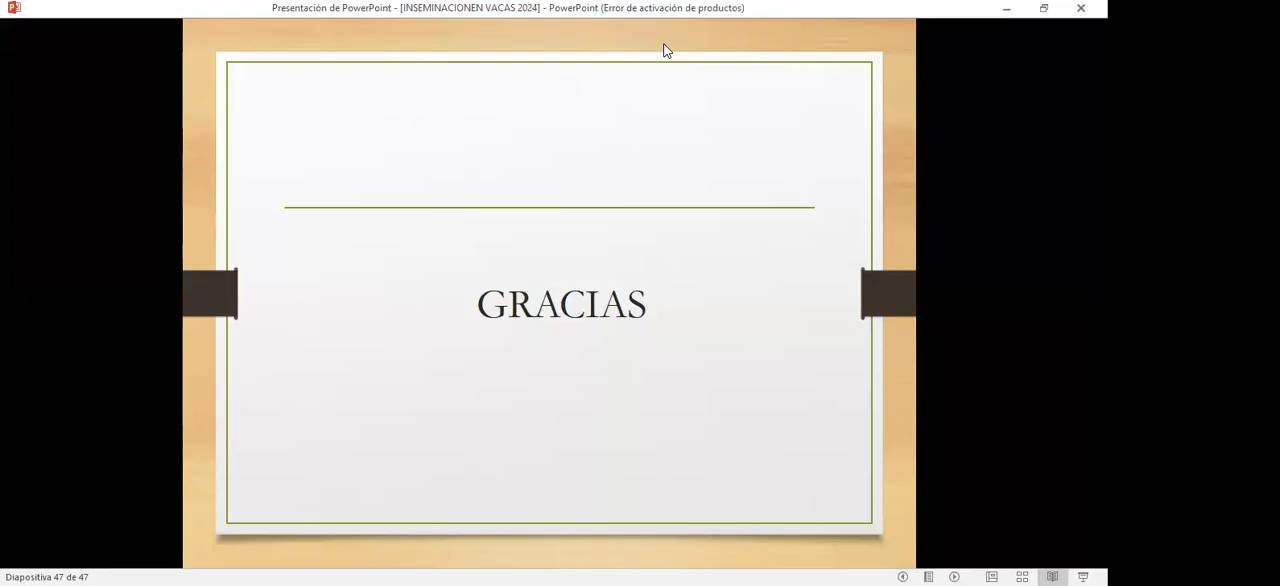 Presentación de PowerPoint - [INSEMINACIONEN VACAS 2024] - PowerPoint (Error de activación de productos)
GRACIAS
Diapositiva 47 de 47